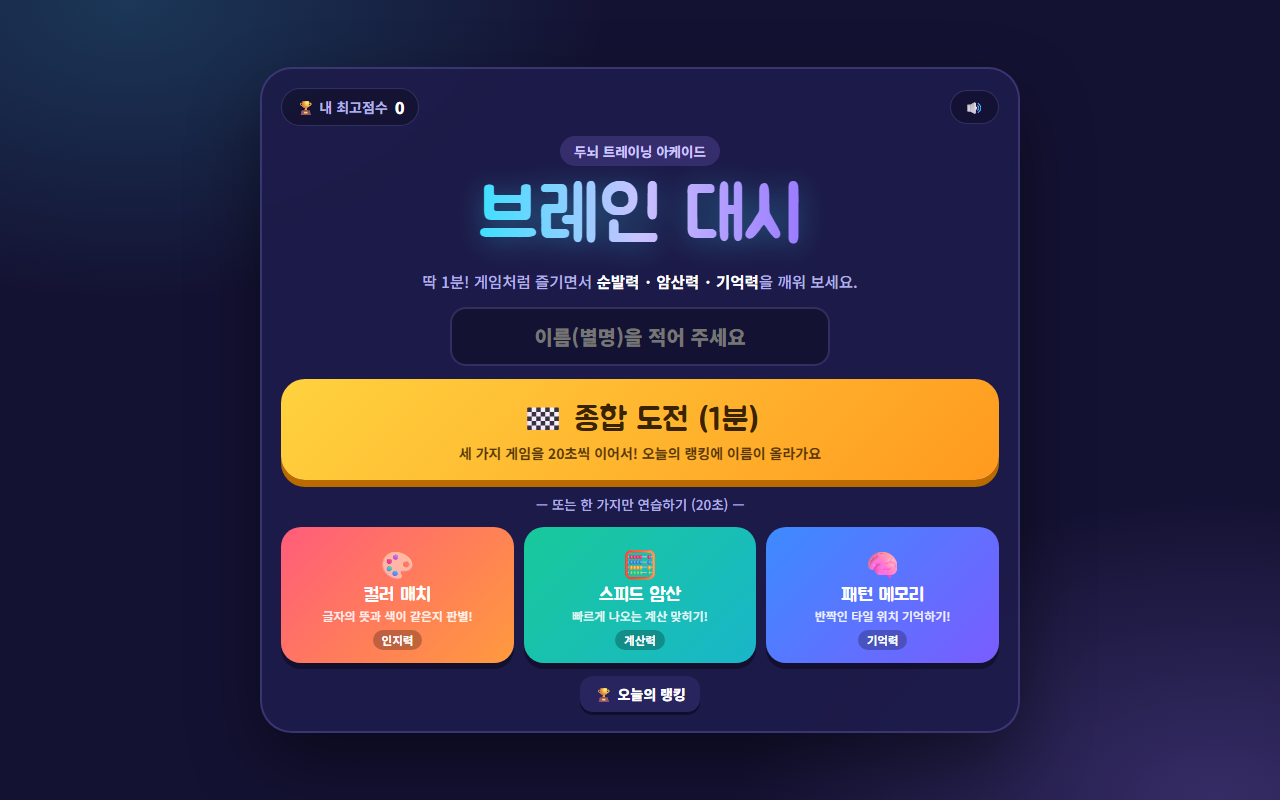 🏆 내 최고점수 0
🔊
두뇌 트레이닝 아케이드
브레인 대시
딱 1분! 게임처럼 즐기면서 순발력 · 암산력 · 기억력을 깨워 보세요.
이름(별명)을 적어 주세요
🏁 종합 도전 (1분)
세 가지 게임을 20초씩 이어서! 오늘의 랭킹에 이름이 올라가요
— 또는 한 가지만 연습하기 (20초) —
컬러 매치
글자의 뜻과 색이 같은지 판별!
인지력
스피드 암산
빠르게 나오는 계산 맞히기!
계산력
패턴 메모리
반짝인 타일 위치 기억하기!
기억력
🏆 오늘의 랭킹